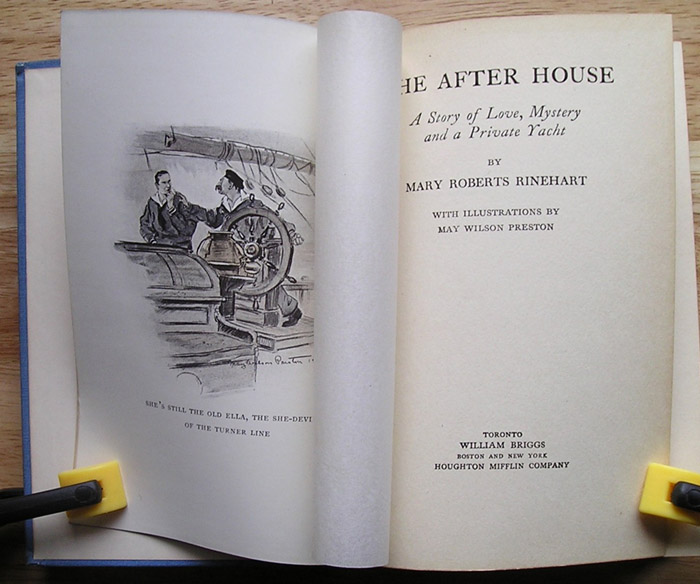 SHE'S STILL THE OLD ELLA, THE SHE-DEVI
OF THE TURNER LINE
HE AFTER HOUSE
A Story of Love, Mystery
and a Private Yacht
BY
MARY ROBERTS RINEHART
WITH ILLUSTRATIONS BY
MAY WILSON PRESTON
TORONTO
WILLIAM BRIGGS
BOSTON AND NEW YORK
HOUGHTON MIFFLIN COMPANY